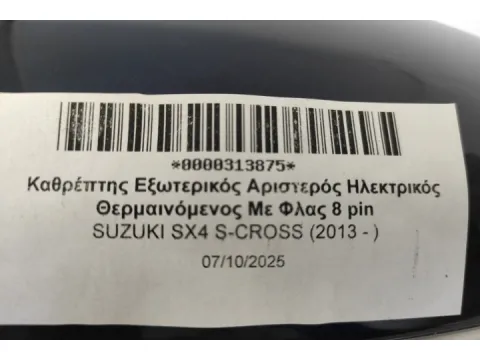 *0000313875*
Καθρέπτης Εξωτερικός Αριστερός Ηλεκτρικός
Θερμαινόμενος Με Φλας 8 pin
SUZUKI SX4 S-CROSS (2013 - )
07/10/2025